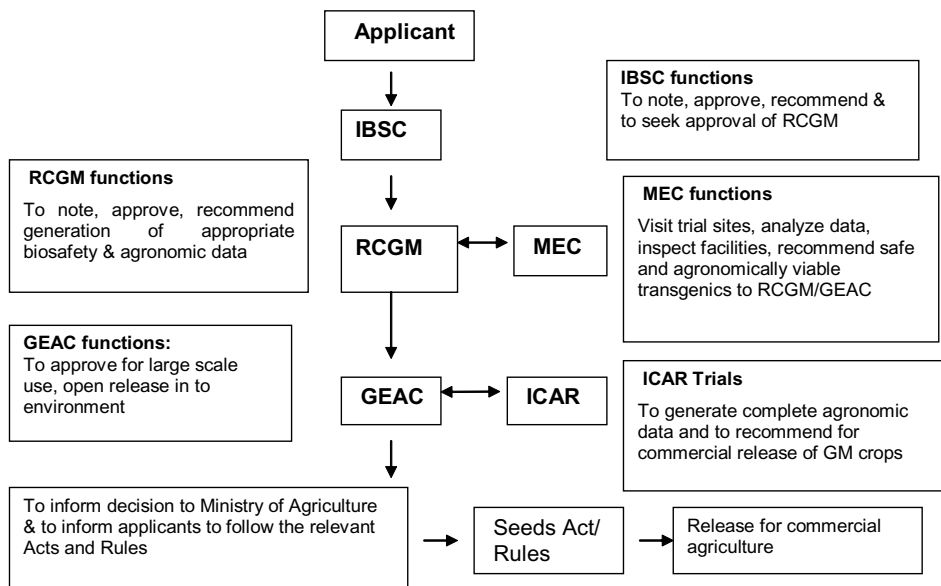 Applicant
IBSC functions
To note, approve, recommend &
to seek approval of RCGM
IBSC
RCGM functions
To note, approve, recommend
generation of appropriate
biosafety & agronomic data
MEC functions
Visit trial sites, analyze data,
inspect facilities, recommend safe
and agronomically viable
transgenics to RCGM/GEAC
RCGM
MEC
GEAC functions:
To approve for large scale
use, open release in to
environment
ICAR Trials
To generate complete agronomic
data and to recommend for
commercial release of GM crops
GEAC
ICAR
To inform decision to Ministry of Agriculture
& to inform applicants to follow the relevant
Acts and Rules
Seeds Act/
Rules
Release for commercial
agriculture